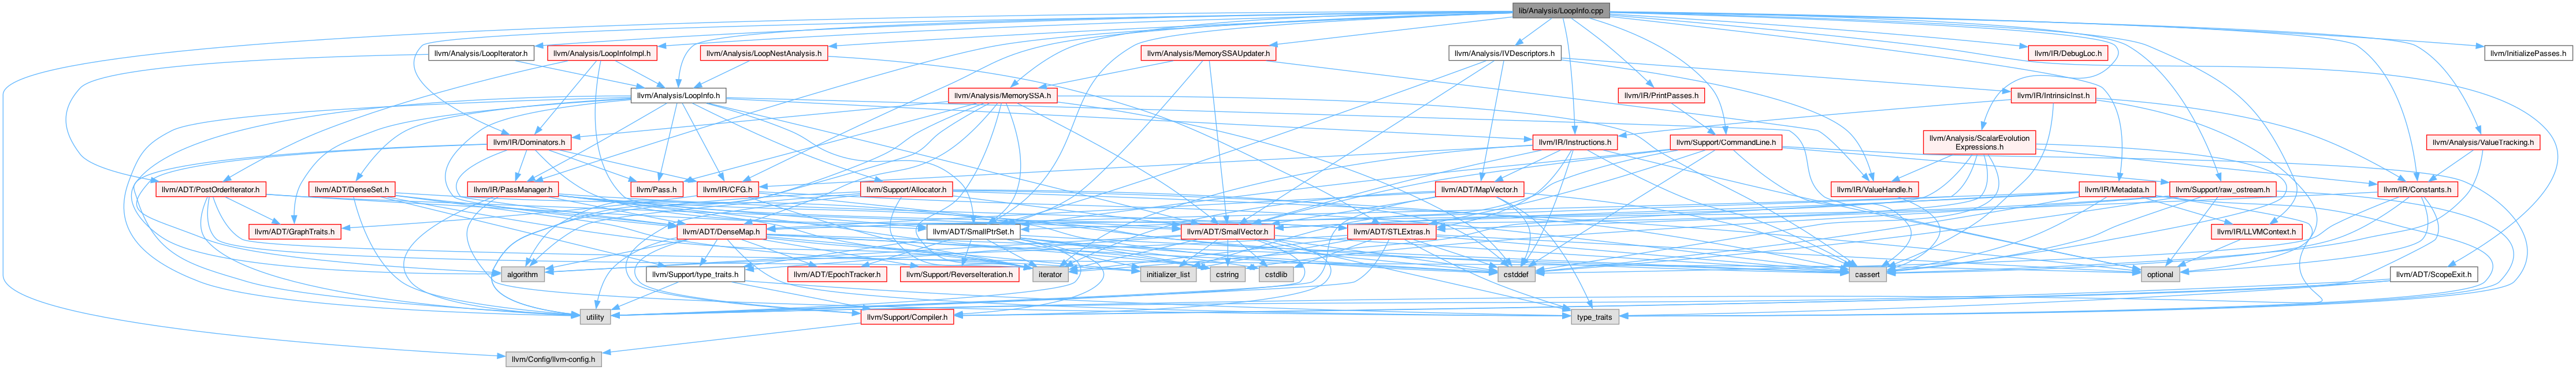 lib/Analysis/LoopInfo.cpp
llvm/Analysis/LoopIterator.h
llvm/Analysis/LoopInfoImpl.h
llvm/Analysis/LoopNestAnalysis.h
llvm/Analysis/MemorySSAUpdater.h
llvm/Analysis/IVDescriptors.h
llvm/IR/DebugLoc.h
llvm/InitializePasses.h
llvm/Analysis/LoopInfo.h
llvm/Analysis/MemorySSA.h
llvm/IR/PrintPasses.h
llvm/IR/IntrinsicInst.h
llvm/IR/Dominators.h
llvm/IR/Instructions.h
llvm/Support/CommandLine.h
llvm/Analysis/ScalarEvolution
Expressions.h
llvm/Analysis/ValueTracking.h
llvm/ADT/PostOrderIterator.h
llvm/ADT/DenseSet.h
llvm/IR/PassManager.h
llvm/Pass.h
llvm/IR/CFG.h
llvm/Support/Allocator.h
llvm/ADT/MapVector.h
llvm/IR/ValueHandle.h
llvm/IR/Metadata.h
llvm/Support/raw_ostream.h
llvm/IR/Constants.h
llvm/ADT/GraphTraits.h
llvm/ADT/DenseMap.h
llvm/ADT/SmallPtrSet.h
llvm/ADT/SmallVector.h
llvm/ADT/STLExtras.h
llvm/IR/LLVMContext.h
algorithm
llvm/Support/type_traits.h
llvm/ADT/EpochTracker.h
llvm/Support/ReverseIteration.h
iterator
initializer_list
cstring
cstdlib
cstddef
cassert
optional
llvm/ADT/ScopeExit.h
utility
llvm/Support/Compiler.h
type_traits
llvm/Config/llvm-config.h